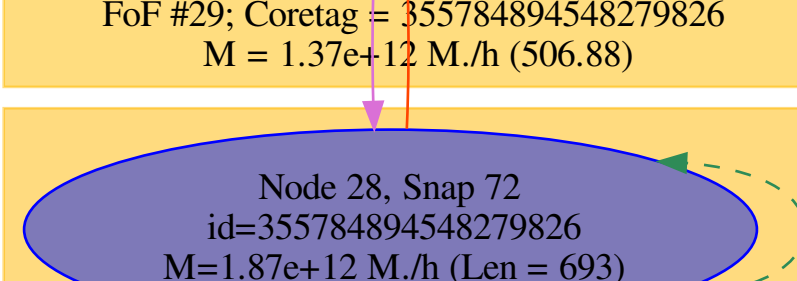 FoF #29; Coretag = 355784894548279826
M = 1.37e+12 M./h (506.88)
Node 28, Snap 72
id=355784894548279826
M=1.87e+12 M./h (Len = 693)